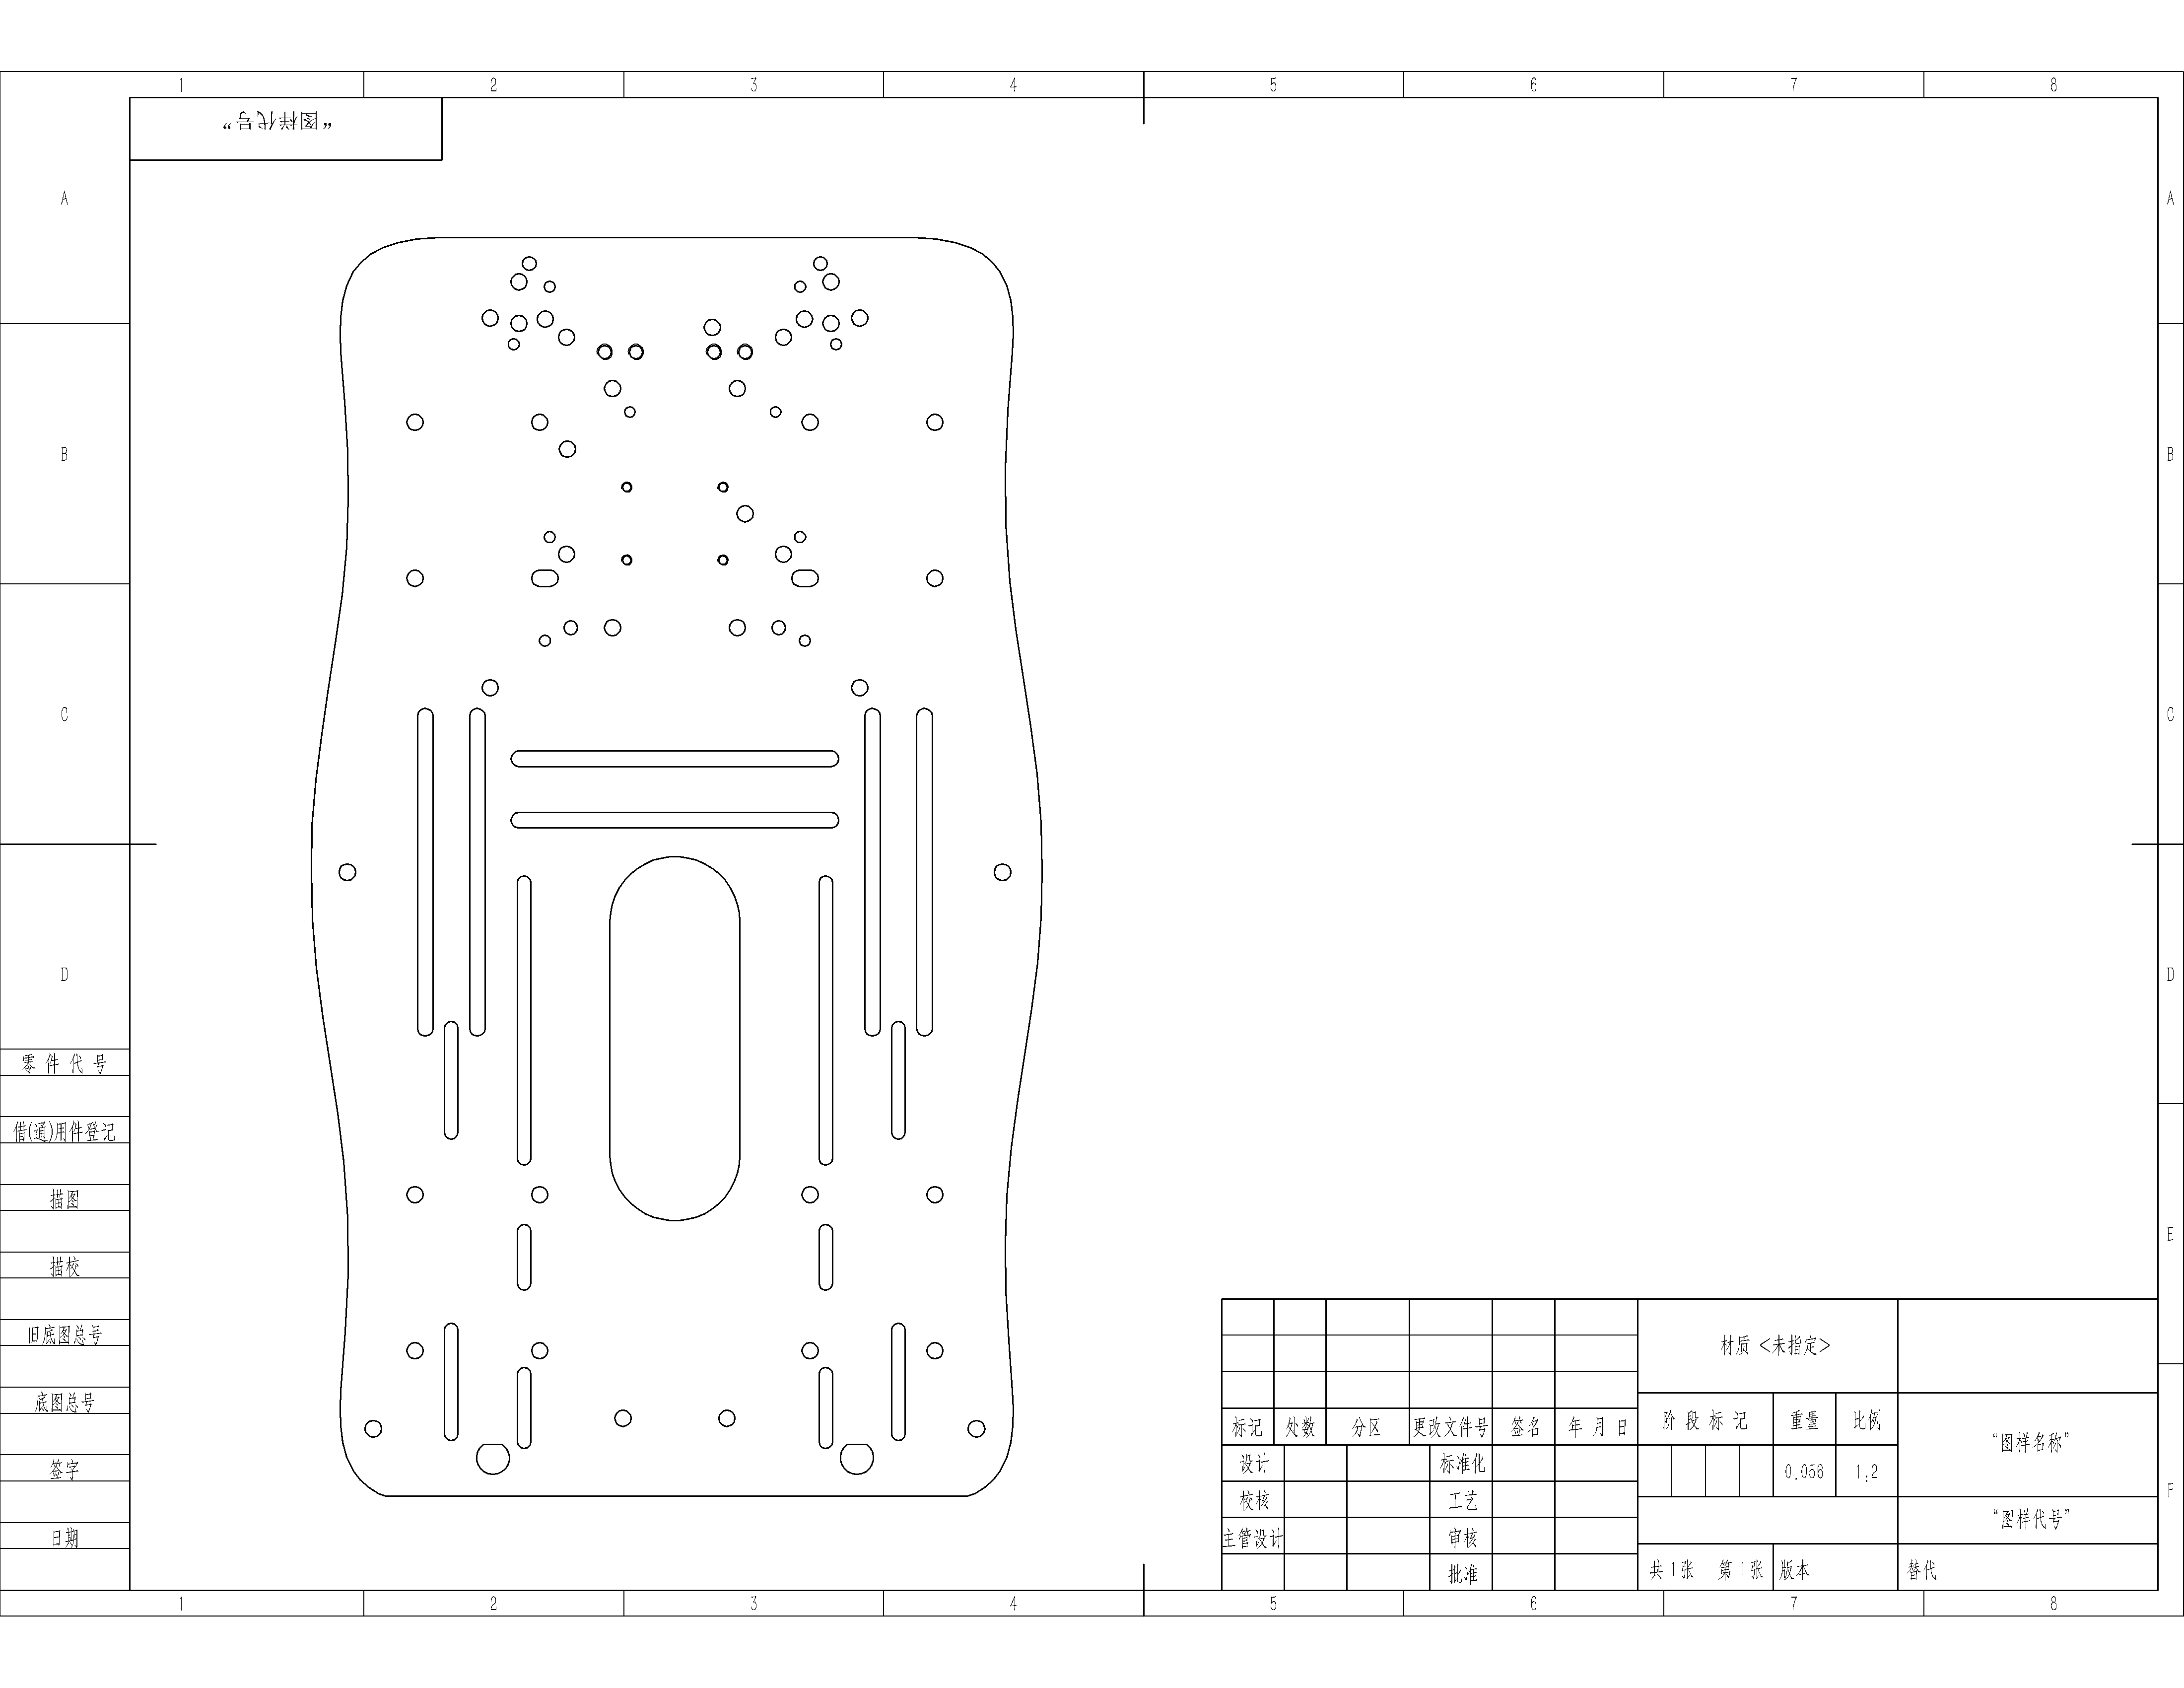 1 2 3 4 5 6 7 8
“图样代号”
A A
B B
C C
D D
E
F
零 件 代 号
借(通)用件登记
描图
描校
旧底图总号
底图总号
签字
日期
材质 <未指定>
标记 处数 分区 更改文件号 签名 年 月 日 阶 段 标 记 重量 比例
“图样名称”
设计 标准化 0.056 1:2
校核 工艺
“图样代号”
主管设计 审核
批准 共 1 张 第 1 张 版本 替代
1 2 3 4 5 6 7 8